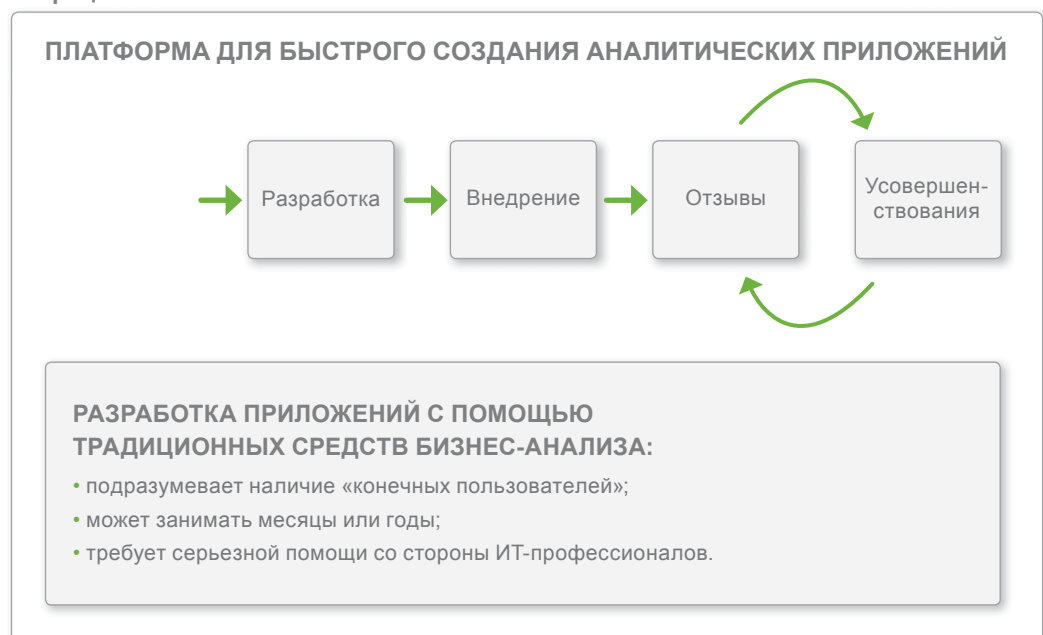 ПЛАТФОРМА ДЛЯ БЫСТРОГО СОЗДАНИЯ АНАЛИТИЧЕСКИХ ПРИЛОЖЕНИЙ
Разработка
Внедрение
Отзывы
Усовершен-
ствования
РАЗРАБОТКА ПРИЛОЖЕНИЙ С ПОМОЩЬЮ
ТРАДИЦИОННЫХ СРЕДСТВ БИЗНЕС-АНАЛИЗА:
• подразумевает наличие «конечных пользователей»;
• может занимать месяцы или годы;
• требует серьезной помощи со стороны ИТ-профессионалов.